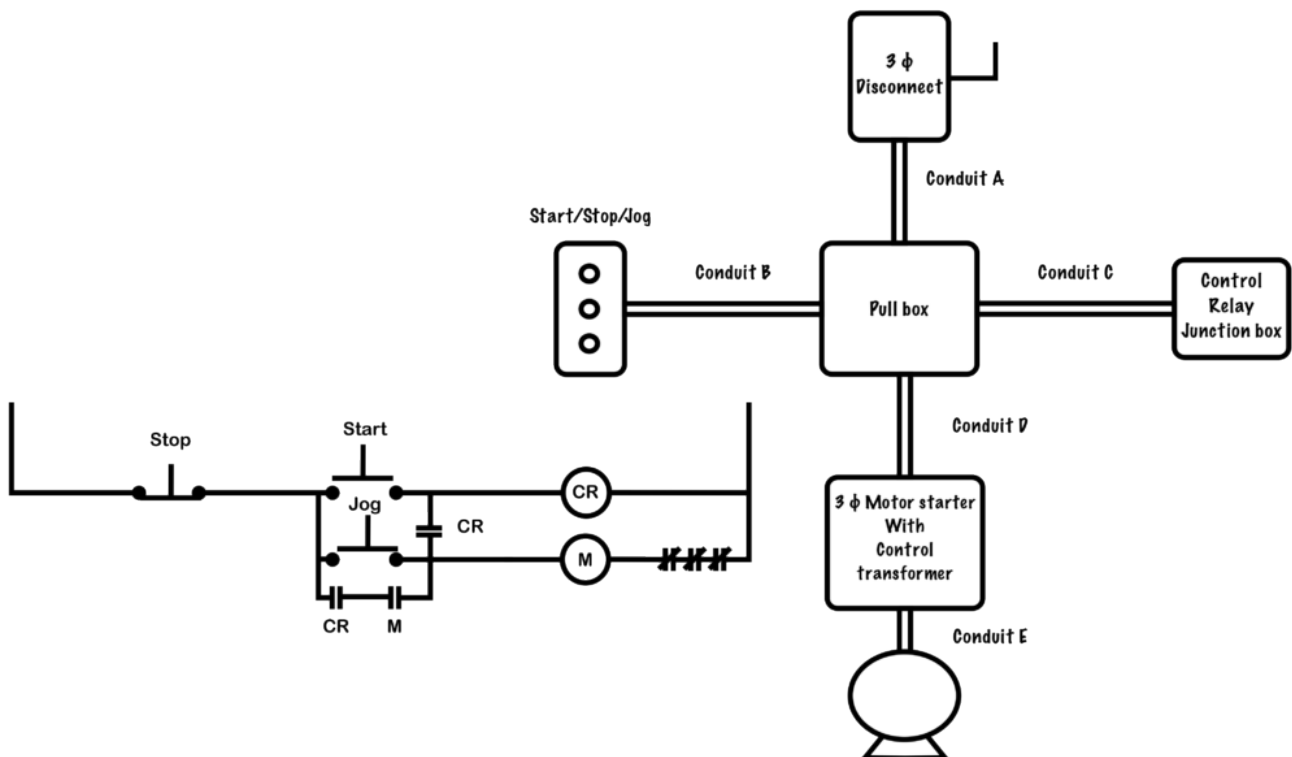 3 ϕ
Disconnect
Conduit A
Start/Stop/Jog
Conduit B
Conduit C
Pull box
Control
Relay
Junction box
Stop
Start
Jog
CR
CR
M
CR
M
Conduit D
3 ϕ Motor starter
With
Control
transformer
Conduit E